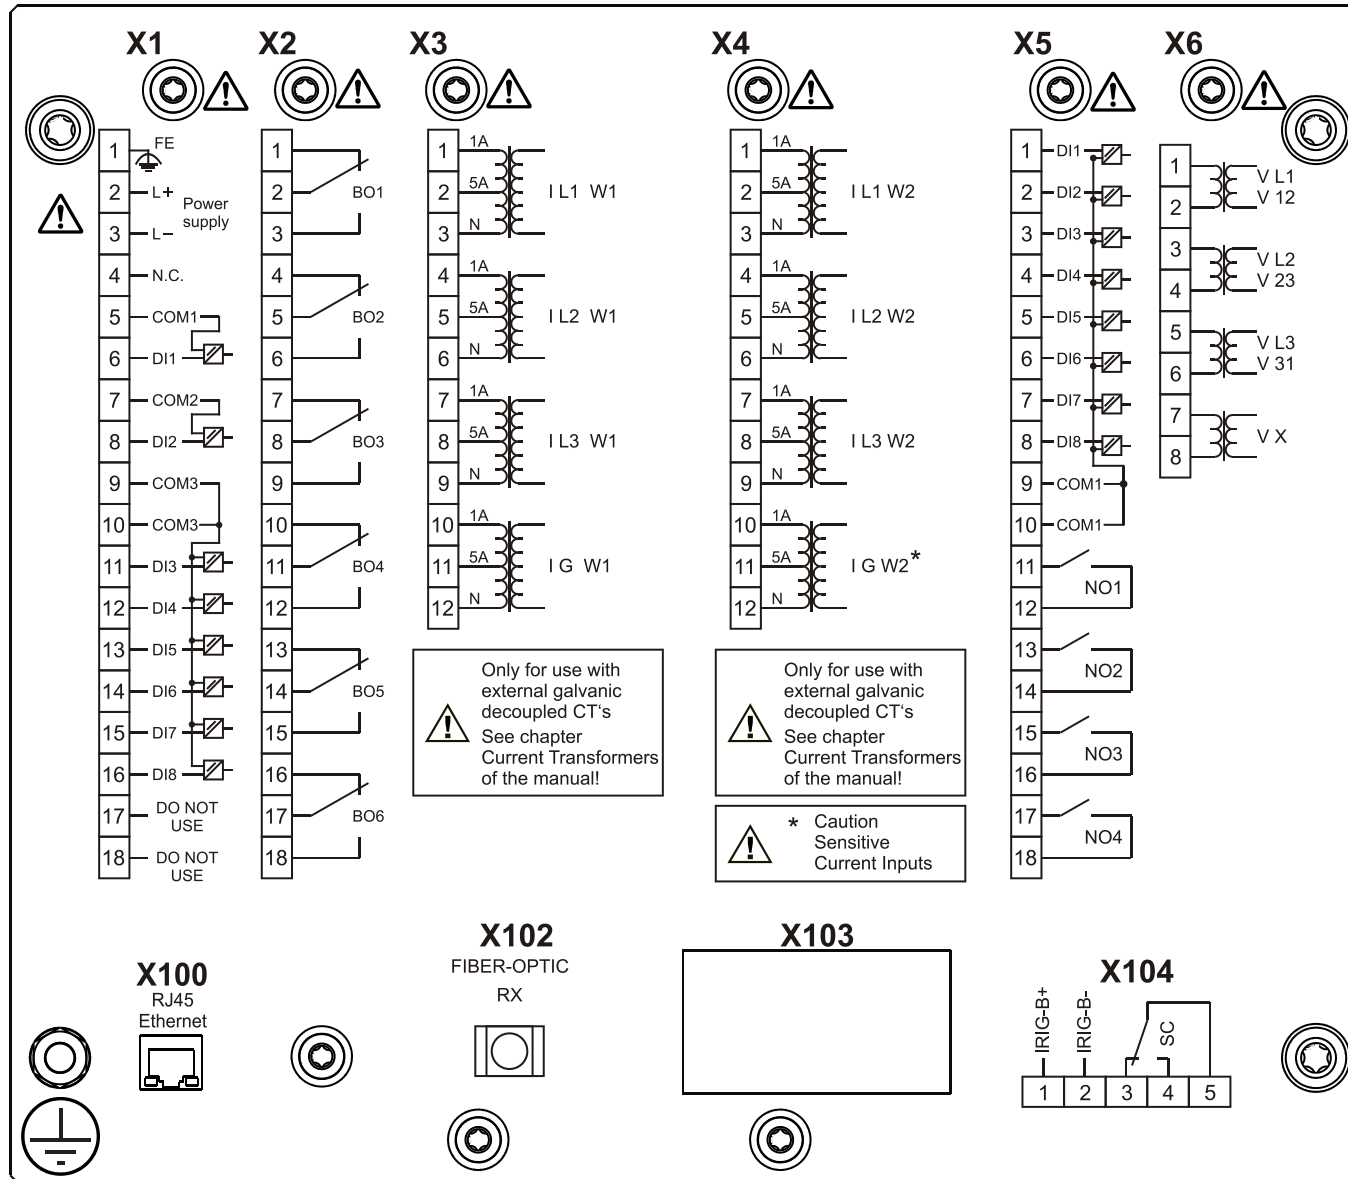 X1
1 FE
2 L+ Power
supply
3 L–
4 N.C.
5 COM1
6 DI1
7 COM2
8 DI2
9 COM3
10 COM3
11 DI3
12 DI4
13 DI5
14 DI6
15 DI7
16 DI8
17 DO NOT
USE
18 DO NOT
USE
X2
1
2 BO1
3
4
5 BO2
6
7
8 BO3
9
10
11 BO4
12
13
14 BO5
15
16
17 BO6
18
X3
1 1A
2 5A I L1 W1
3 N
4 1A
5 5A I L2 W1
6 N
7 1A
8 5A I L3 W1
9 N
10 1A
11 5A I G W1
12 N
Only for use with
external galvanic
decoupled CT‘s
See chapter
Current Transformers
of the manual!
X4
1 1A
2 5A I L1 W2
3 N
4 1A
5 5A I L2 W2
6 N
7 1A
8 5A I L3 W2
9 N
10 1A
11 5A I G W2*
12 N
Only for use with
external galvanic
decoupled CT‘s
See chapter
Current Transformers
of the manual!
* Caution
Sensitive
Current Inputs
X5
1 DI1
2 DI2
3 DI3
4 DI4
5 DI5
6 DI6
7 DI7
8 DI8
9 COM1
10 COM1
11
NO1
12
13
NO2
14
15
NO3
16
17
NO4
18
X6
1 V L1
2 V 12
3 V L2
4 V 23
5 V L3
6 V 31
7
V X
8
X100
RJ45
Ethernet
X102
FIBER-OPTIC
RX
X103
X104
IRIG-B+
IRIG-B-
SC
1 2 3 4 5